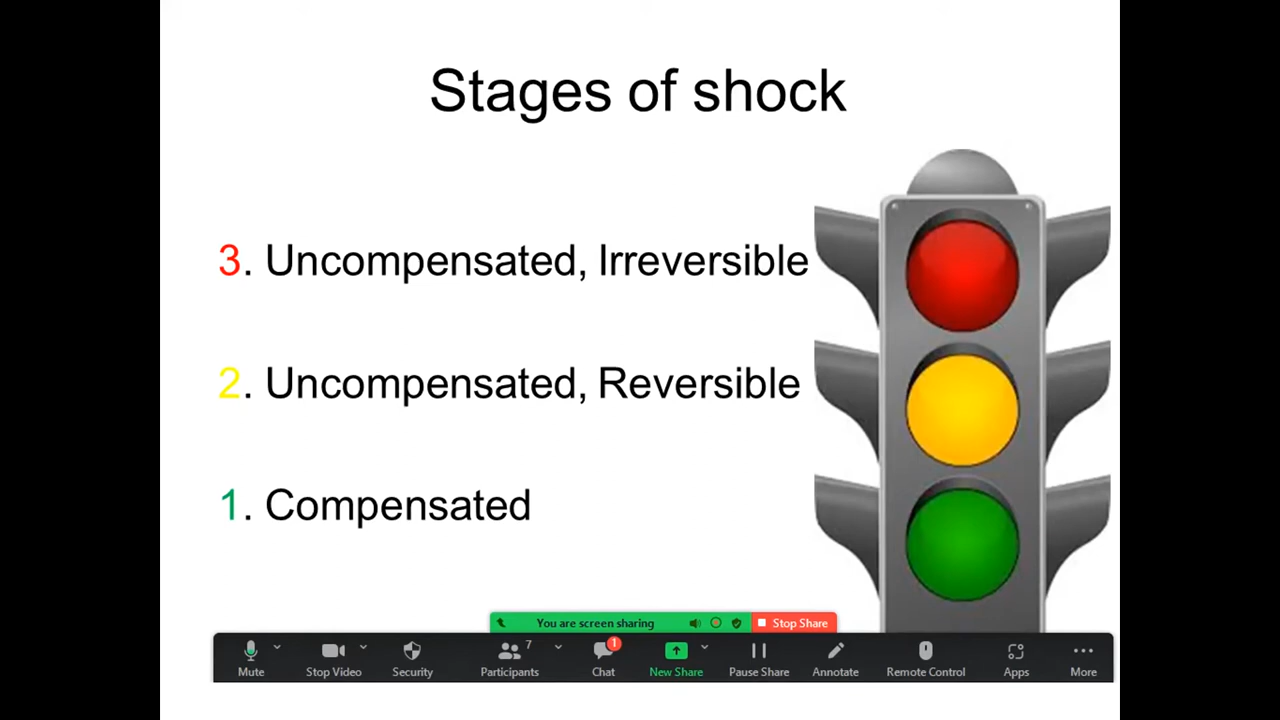 Stages of shock
3. Uncompensated, Irreversible
2. Uncompensated, Reversible
1. Compensated
You are screen sharing Stop Share
Mute Stop Video Security Participants 7 Chat 1 New Share Pause Share Annotate Remote Control Apps More